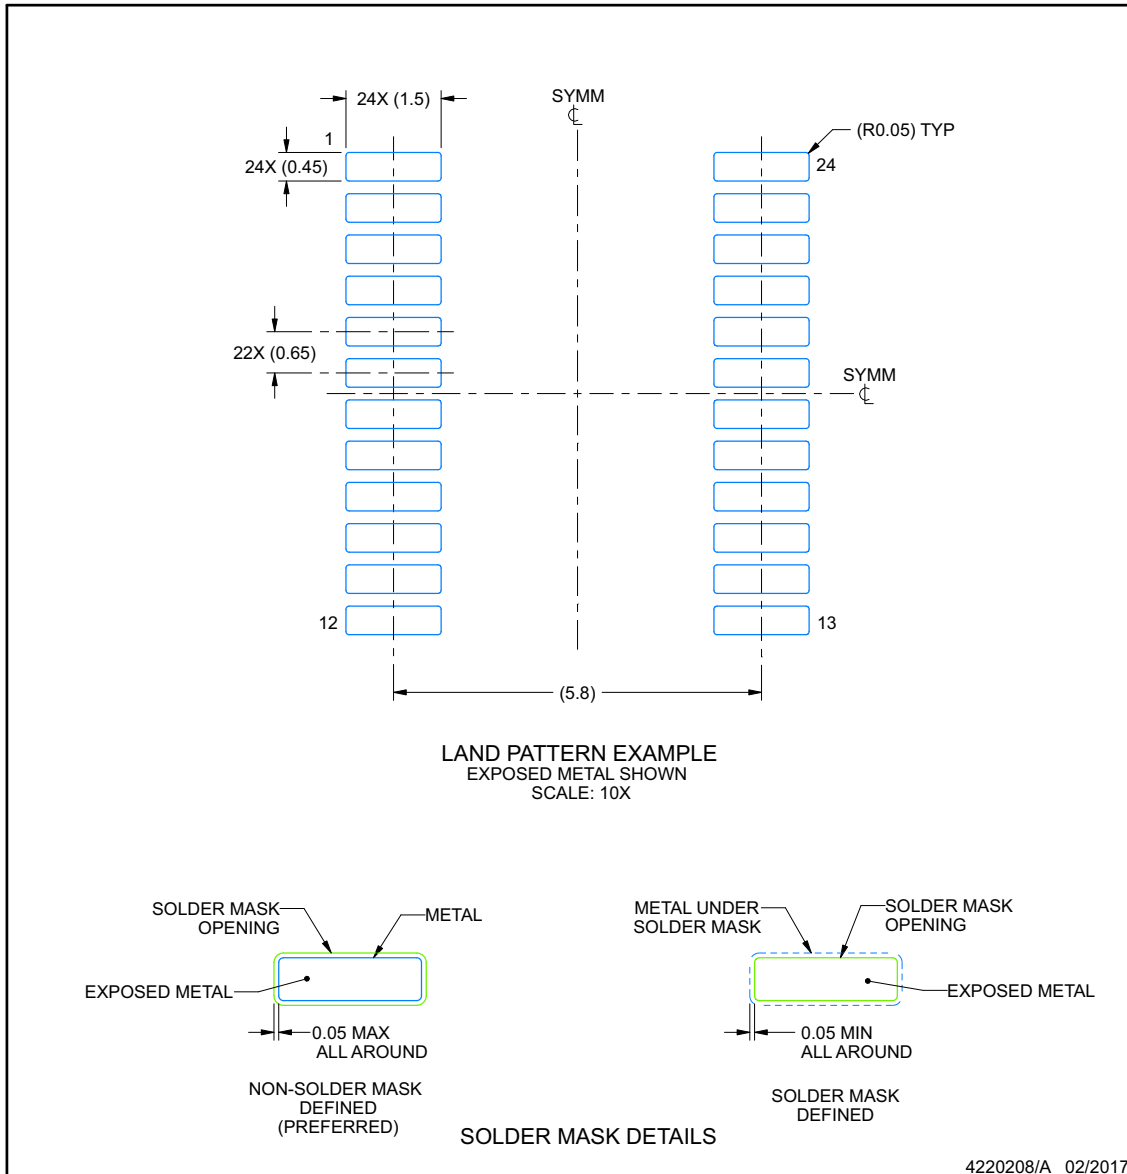 24X (1.5)
SYMM
℄
(R0.05) TYP
1
24X (0.45)
24
22X (0.65)
SYMM
℄
12
13
(5.8)
LAND PATTERN EXAMPLE
EXPOSED METAL SHOWN
SCALE: 10X
SOLDER MASK
OPENING
METAL
EXPOSED METAL
0.05 MAX
ALL AROUND
NON-SOLDER MASK
DEFINED
(PREFERRED)
METAL UNDER
SOLDER MASK
SOLDER MASK
OPENING
EXPOSED METAL
0.05 MIN
ALL AROUND
SOLDER MASK
DEFINED
SOLDER MASK DETAILS
4220208/A 02/2017